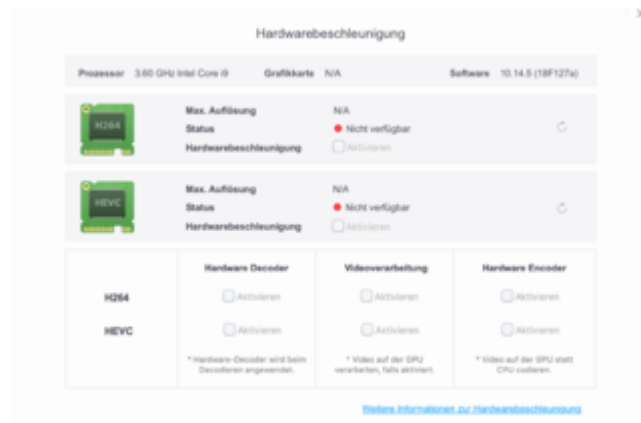 Hardwarebeschleunigung
Prozessor 3.60 GHz Intel Core i9 Grafikkarte N/A Software 10.14.5 (18F127a)
H264
Max. Auflösung N/A
Status Nicht verfügbar
Hardwarebeschleunigung Aktivieren
HEVC
Max. Auflösung N/A
Status Nicht verfügbar
Hardwarebeschleunigung Aktivieren
Hardware Decoder Videoverarbeitung Hardware Encoder
H264 Aktivieren Aktivieren Aktivieren
HEVC Aktivieren Aktivieren Aktivieren
* Hardware-Decoder wird beim * Video auf der GPU * Video auf der GPU statt
Decodieren angewendet. verarbeiten, falls aktiviert. CPU codieren.
Weitere Informationen zur Hardwarebeschleunigung